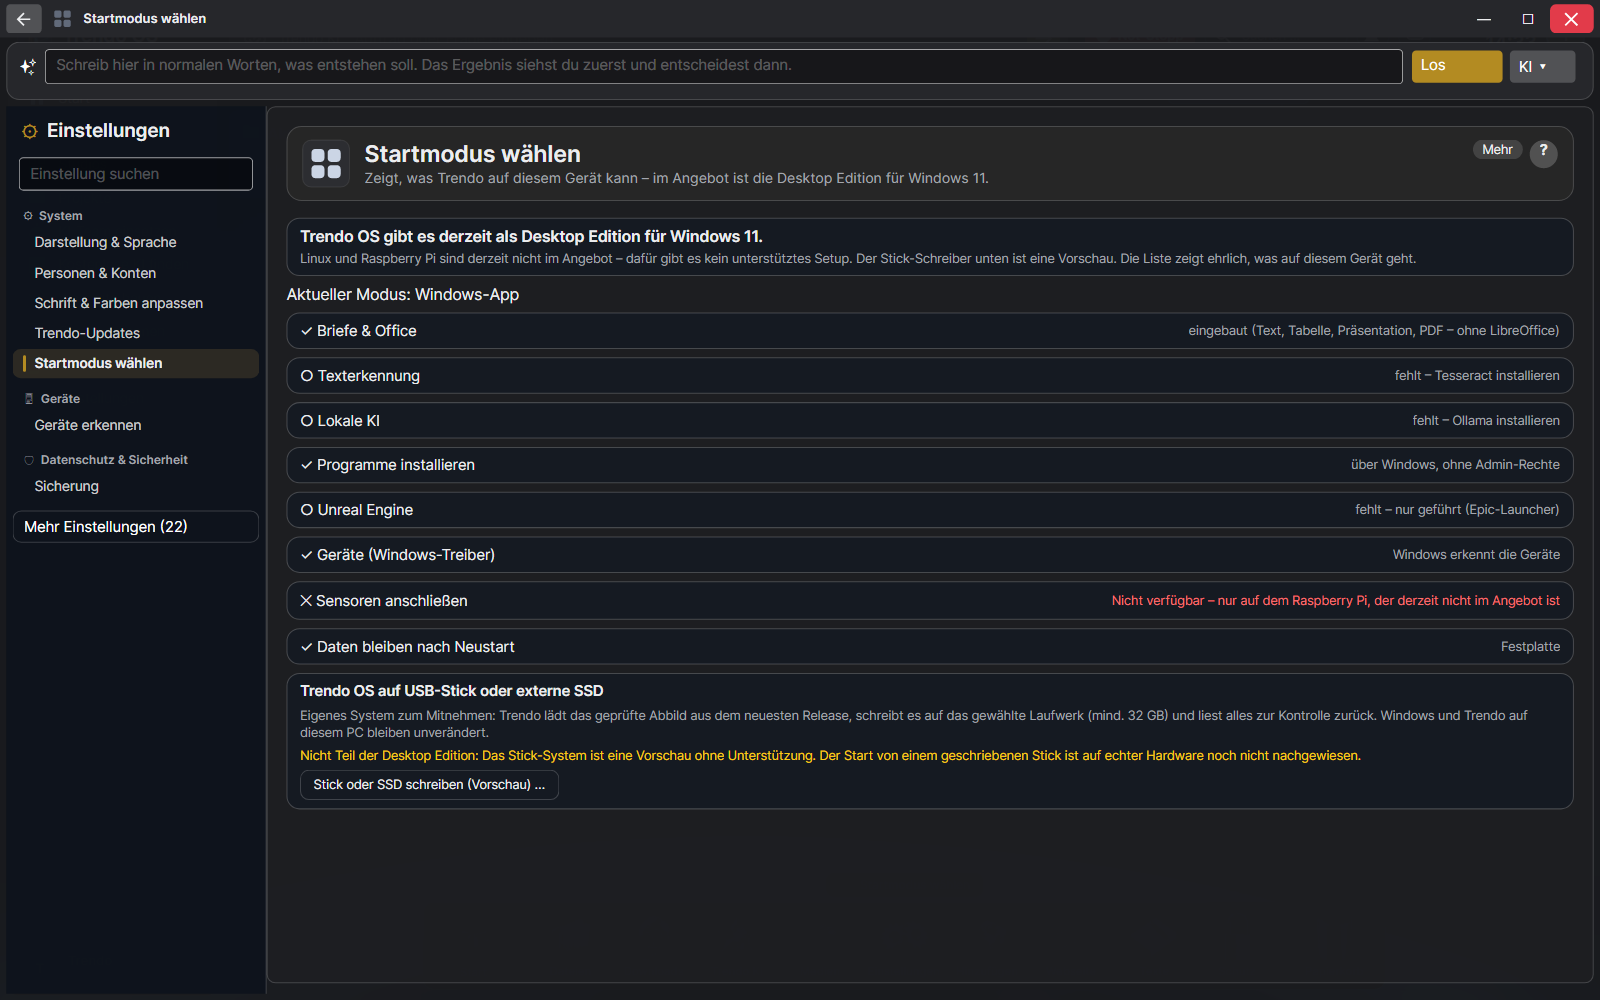 Startmodus wählen
Schreib hier in normalen Worten, was entstehen soll. Das Ergebnis siehst du zuerst und entscheidest dann.
Los
KI
Einstellungen
Einstellung suchen
System
Darstellung & Sprache
Personen & Konten
Schrift & Farben anpassen
Trendo-Updates
Startmodus wählen
Geräte
Geräte erkennen
Datenschutz & Sicherheit
Sicherung
Mehr Einstellungen (22)
Startmodus wählen
Zeigt, was Trendo auf diesem Gerät kann – im Angebot ist die Desktop Edition für Windows 11.
Mehr
?
Trendo OS gibt es derzeit als Desktop Edition für Windows 11.
Linux und Raspberry Pi sind derzeit nicht im Angebot – dafür gibt es kein unterstütztes Setup. Der Stick-Schreiber unten ist eine Vorschau. Die Liste zeigt ehrlich, was auf diesem Gerät geht.
Aktueller Modus: Windows-App
Briefe & Office
eingebaut (Text, Tabelle, Präsentation, PDF – ohne LibreOffice)
Texterkennung
fehlt – Tesseract installieren
Lokale KI
fehlt – Ollama installieren
Programme installieren
über Windows, ohne Admin-Rechte
Unreal Engine
fehlt – nur geführt (Epic-Launcher)
Geräte (Windows-Treiber)
Windows erkennt die Geräte
Sensoren anschließen
Nicht verfügbar – nur auf dem Raspberry Pi, der derzeit nicht im Angebot ist
Daten bleiben nach Neustart
Festplatte
Trendo OS auf USB-Stick oder externe SSD
Eigenes System zum Mitnehmen: Trendo lädt das geprüfte Abbild aus dem neuesten Release, schreibt es auf das gewählte Laufwerk (mind. 32 GB) und liest alles zur Kontrolle zurück. Windows und Trendo auf
diesem PC bleiben unverändert.
Nicht Teil der Desktop Edition: Das Stick-System ist eine Vorschau ohne Unterstützung. Der Start von einem geschriebenen Stick ist auf echter Hardware noch nicht nachgewiesen.
Stick oder SSD schreiben (Vorschau) ...